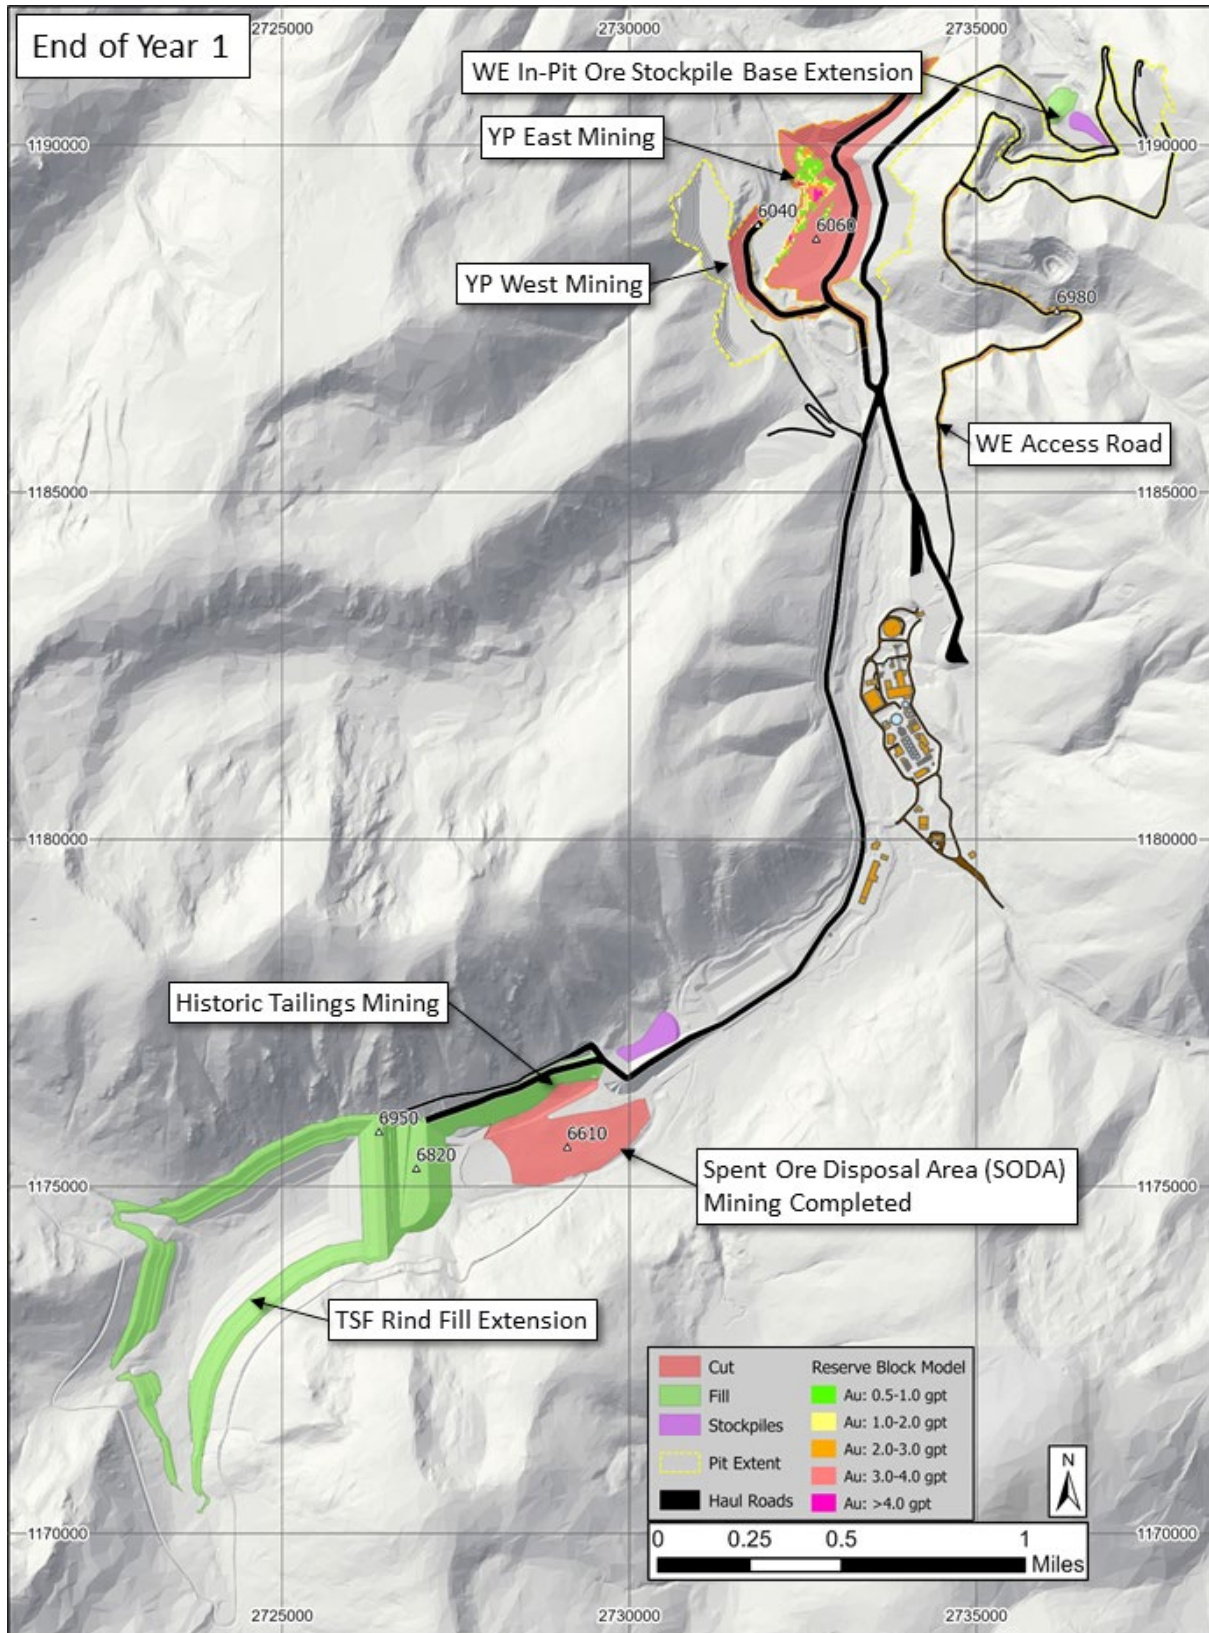 End of Year 1
2725000
2730000
2735000
WE In-Pit Ore Stockpile Base Extension
YP East Mining
1190000
1190000
6040
6060
YP West Mining
6980
WE Access Road
1185000
1185000
1180000
1180000
Historic Tailings Mining
6950
6820
6610
Spent Ore Disposal Area (SODA)
Mining Completed
1175000
1175000
TSF Rind Fill Extension
Cut
Fill
Stockpiles
Pit Extent
Haul Roads
Reserve Block Model
Au: 0.5-1.0 gpt
Au: 1.0-2.0 gpt
Au: 2.0-3.0 gpt
Au: 3.0-4.0 gpt
Au: >4.0 gpt
N
1170000
1170000
0 0.25 0.5 1
Miles
2725000
2730000
2735000